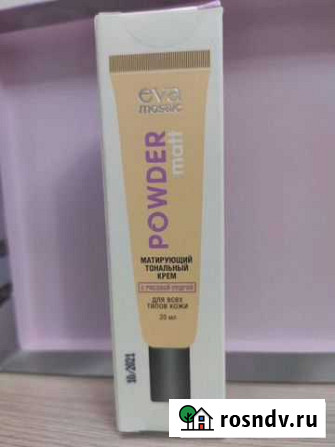 eva
mosaic
POWDER
matt
МАТИРУЮЩИЙ
ТОНАЛЬНЫЙ
КРЕМ
С РИСОВОЙ ПУДРОЙ
ДЛЯ ВСЕХ
ТИПОВ КОЖИ
20 мл
10/2021
rosndv.ru